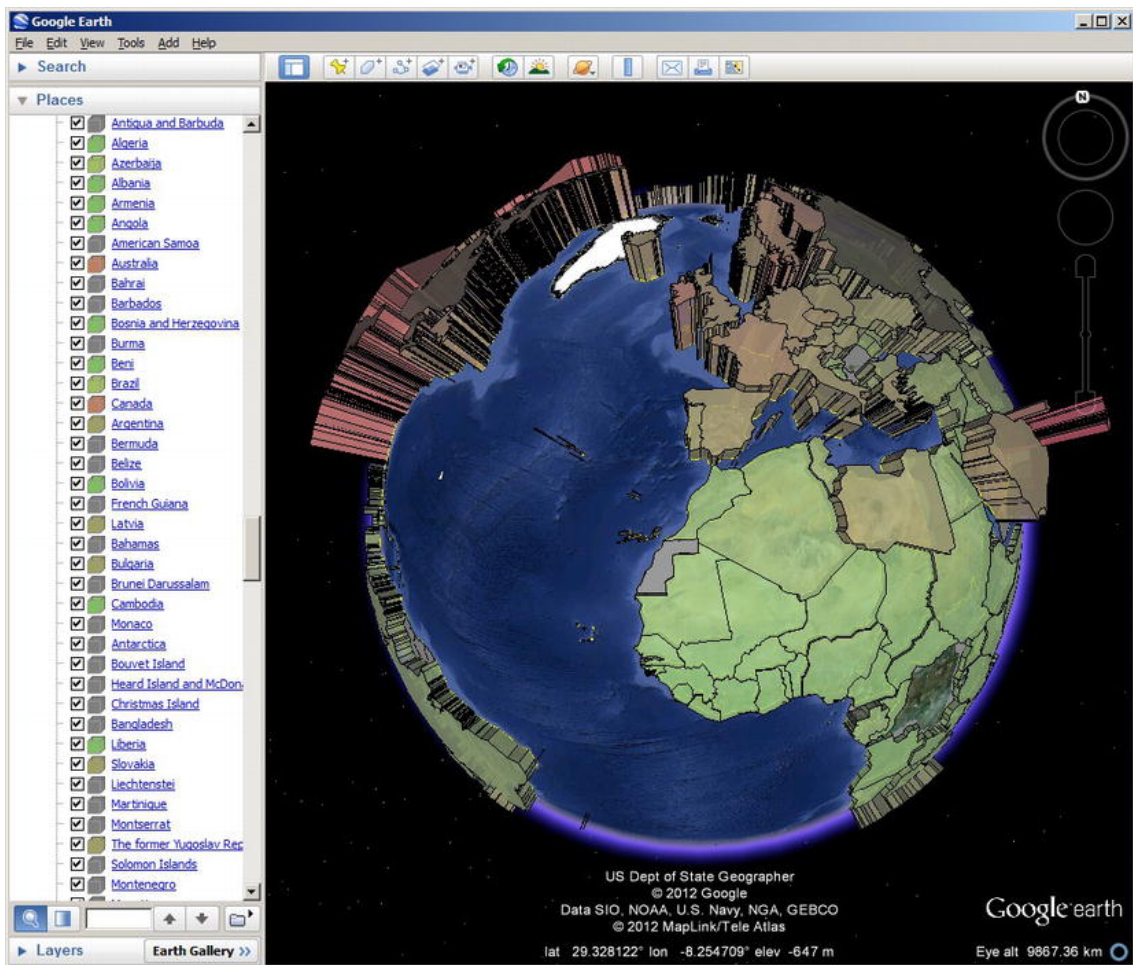 Google Earth
File Edit View Tools Add Help
Search
Places
Antigua and Barbuda
Algeria
Azerbaija
Albania
Armenia
Angola
American Samoa
Australia
Bahrai
Barbados
Bosnia and Herzegovina
Burma
Beni
Brazil
Canada
Argentina
Bermuda
Belize
Bolivia
French Guiana
Latvia
Bahamas
Bulgaria
Brunei Darussalam
Cambodia
Monaco
Antarctica
Bouvet Island
Heard Island and McDon
Christmas Island
Bangladesh
Liberia
Slovakia
Liechtenstei
Martinique
Montserrat
The former Yugoslav Rep
Solomon Islands
Montenegro
Layers
Earth Gallery >>
N
US Dept of State Geographer
© 2012 Google
Data SIO, NOAA, U.S. Navy, NGA, GEBCO
© 2012 MapLink/Tele Atlas
Google earth
lat 29.328122° lon -8.254709° elev -647 m
Eye alt 9867.36 km